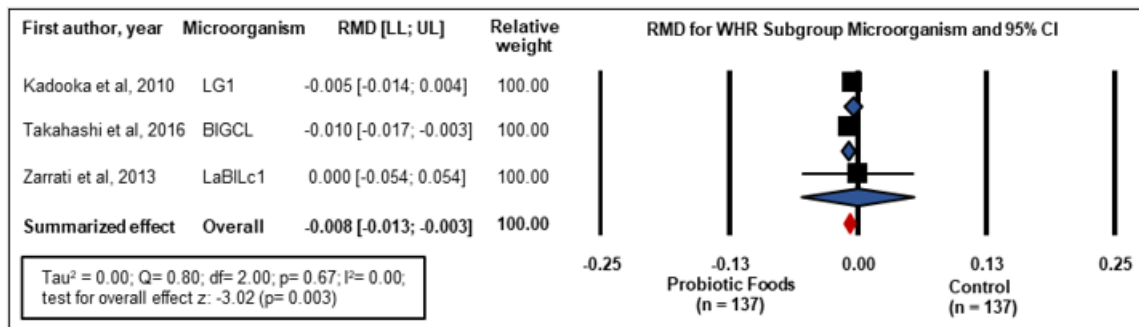 First author, year Microorganism RMD [LL; UL] Relative weight RMD for WHR Subgroup Microorganism and 95% CI
Kadooka et al, 2010 LG1 -0.005 [-0.014; 0.004] 100.00
Takahashi et al, 2016 BIGCL -0.010 [-0.017; -0.003] 100.00
Zarrati et al, 2013 LaBILc1 0.000 [-0.054; 0.054] 100.00
Summarized effect Overall -0.008 [-0.013; -0.003] 100.00
-0.25 -0.13 0.00 0.13 0.25
Probiotic Foods Control
(n = 137) (n = 137)
Tau² = 0.00; Q= 0.80; df= 2.00; p= 0.67; I²= 0.00;
test for overall effect z: -3.02 (p= 0.003)